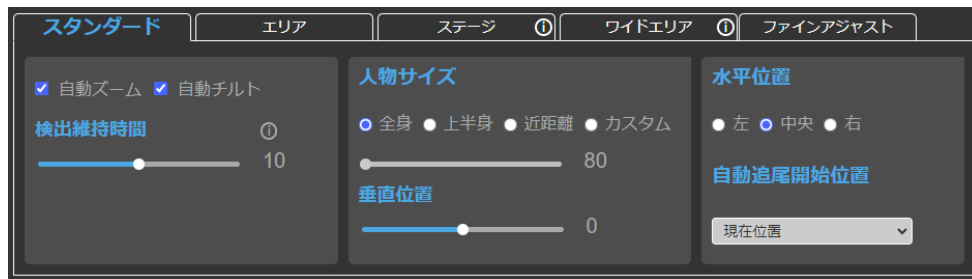 スタンダード
エリア
ステージ
ワイドエリア
ファインアジャスト
自動ズーム 自動チルト
検出維持時間
10
人物サイズ
全身 上半身 近距離 カスタム
80
垂直位置
0
水平位置
左 中央 右
自動追尾開始位置
現在位置